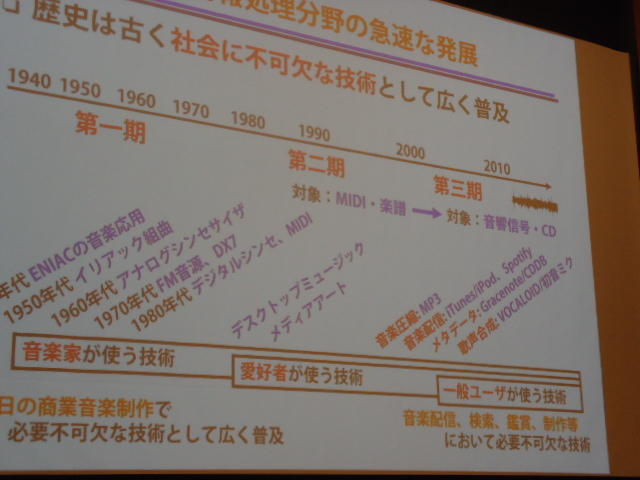 処理分野の急速な発展
歴史は古く社会に不可欠な技術として広く普及
1940 1950 1960 1970 1980 1990 2000 2010
第一期
第二期
第三期
対象：MIDI・楽譜
対象：音響信号・CD
年代 ENIACの音楽応用
1950年代 イリアック組曲
1960年代 アナログシンセサイザ
1970年代 FM音源、DX7
1980年代 デジタルシンセ、MIDI
デスクトップミュージック
メディアアート
音楽圧縮: MP3
音楽配信: iTunes/iPod、Spotify
メタデータ: Gracenote/CDDB
歌声合成: VOCALOID/初音ミク
音楽家が使う技術
愛好者が使う技術
一般ユーザが使う技術
日の商業音楽制作で
必要不可欠な技術として広く普及
音楽配信、検索、鑑賞、制作等
において必要不可欠な技術